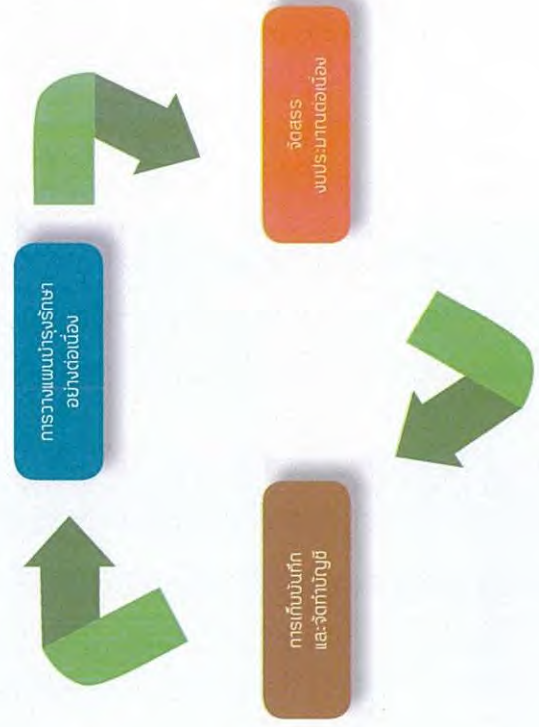 การวางแผนบำรุงรักษา
อย่างต่อเนื่อง
จัดสรร
งบประมาณต่อเนื่อง
การเก็บบันทึก
และจัดทำบัญชี